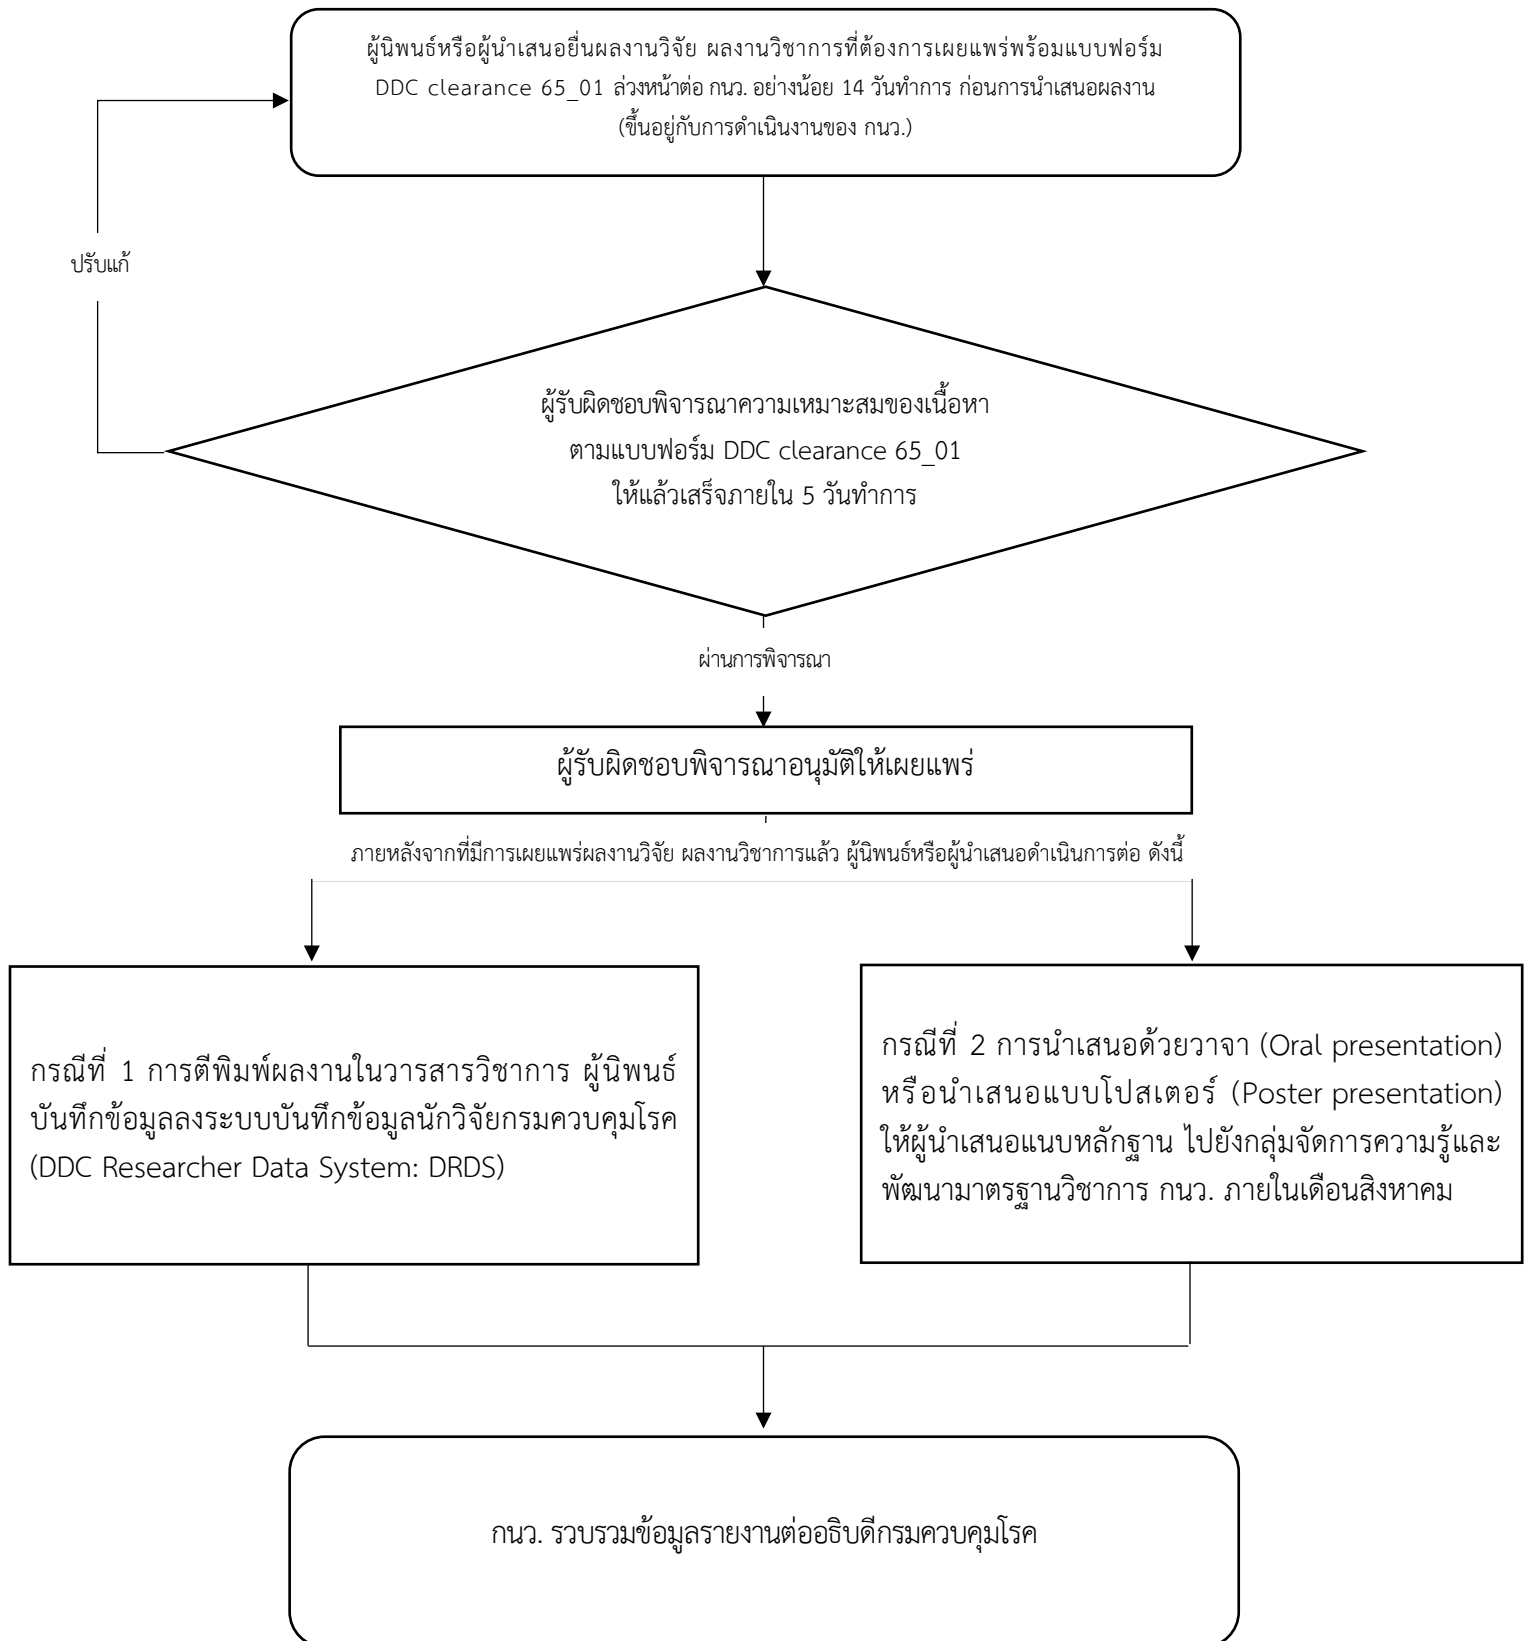 ผู้นิพนธ์หรือผู้นำเสนอยื่นผลงานวิจัย ผลงานวิชาการที่ต้องการเผยแพร่พร้อมแบบฟอร์ม
DDC clearance 65_01 ล่วงหน้าต่อ กนว. อย่างน้อย 14 วันทำการ ก่อนการนำเสนอผลงาน
(ขึ้นอยู่กับการดำเนินงานของ กนว.)
ปรับแก้
ผู้รับผิดชอบพิจารณาความเหมาะสมของเนื้อหา
ตามแบบฟอร์ม DDC clearance 65_01
ให้แล้วเสร็จภายใน 5 วันทำการ
ผ่านการพิจารณา
ผู้รับผิดชอบพิจารณาอนุมัติให้เผยแพร่
ภายหลังจากที่มีการเผยแพร่ผลงานวิจัย ผลงานวิชาการแล้ว ผู้นิพนธ์หรือผู้นำเสนอดำเนินการต่อ ดังนี้
กรณีที่ 1 การตีพิมพ์ผลงานในวารสารวิชาการ ผู้นิพนธ์
บันทึกข้อมูลลงระบบบันทึกข้อมูลนักวิจัยกรมควบคุมโรค
(DDC Researcher Data System: DRDS)
กรณีที่ 2 การนำเสนอด้วยวาจา (Oral presentation)
หรือนำเสนอแบบโปสเตอร์ (Poster presentation)
ให้ผู้นำเสนอแนบหลักฐาน ไปยังกลุ่มจัดการความรู้และ
พัฒนามาตรฐานวิชาการ กนว. ภายในเดือนสิงหาคม
กนว. รวบรวมข้อมูลรายงานต่ออธิบดีกรมควบคุมโรค